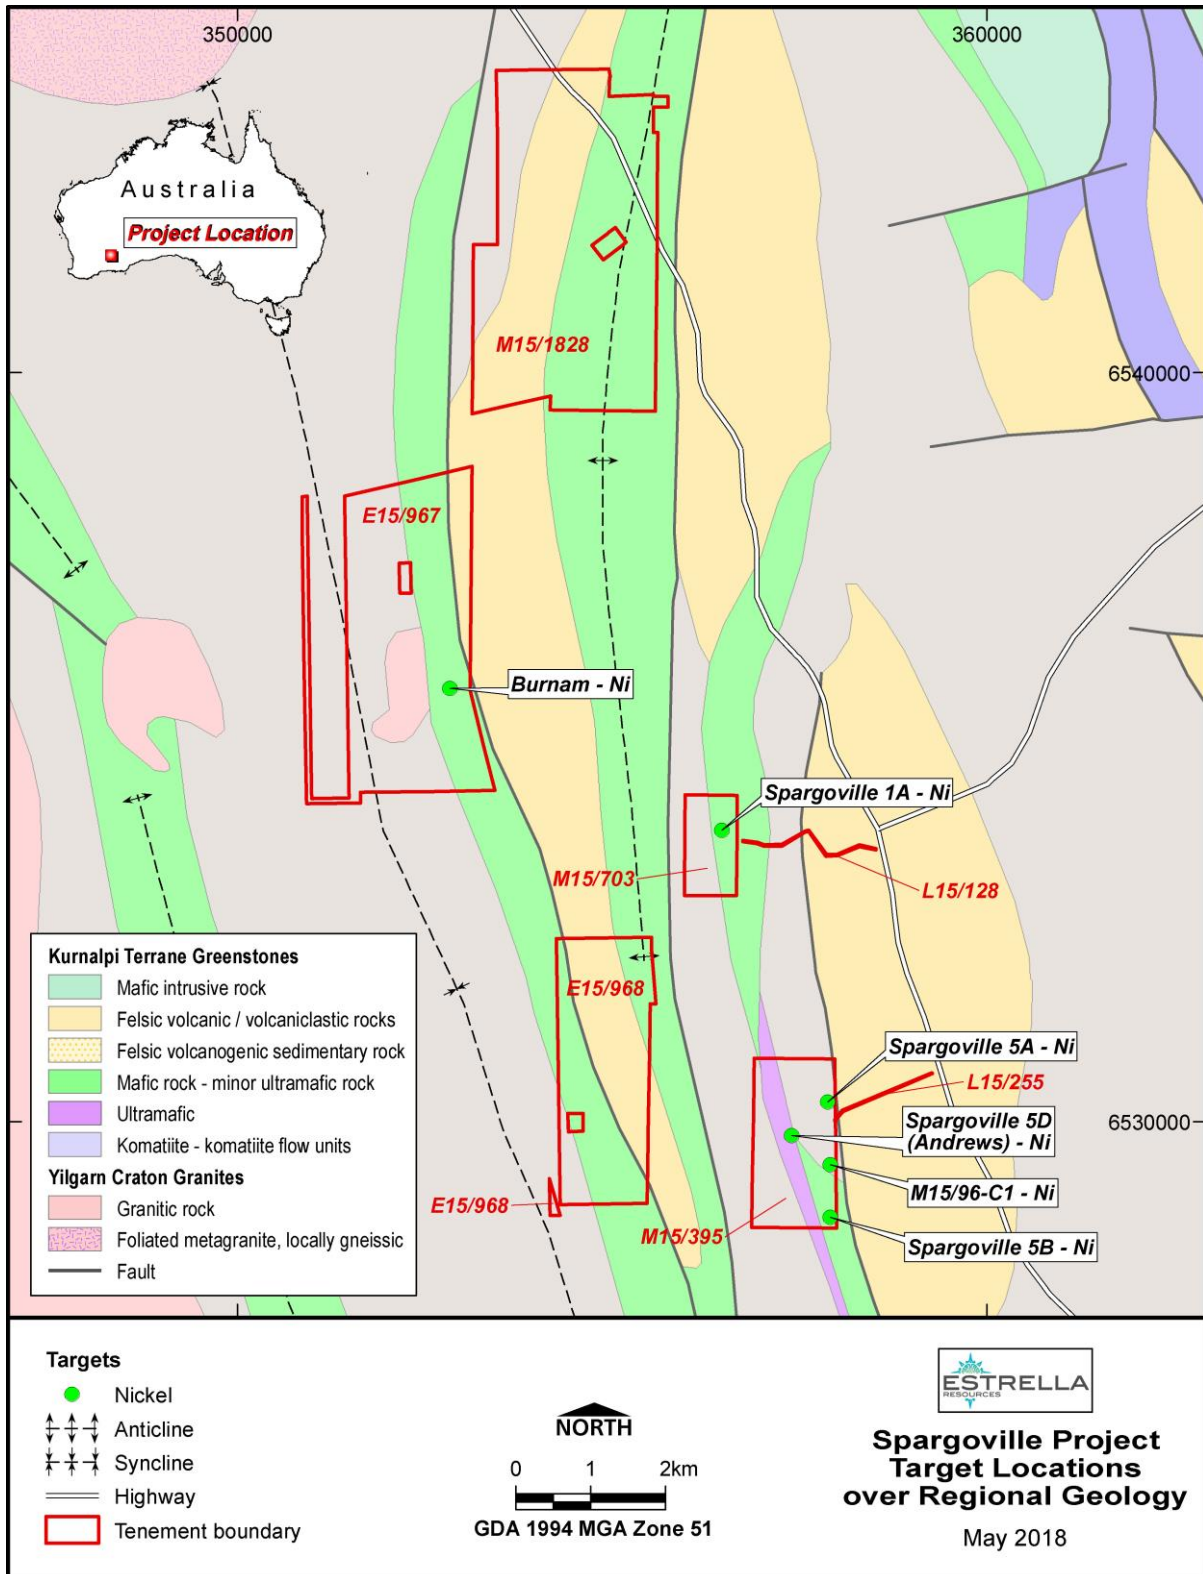 350000
360000
Australia
Project Location
M15/1828
6540000
E15/967
Burnam - Ni
Spargoville 1A - Ni
M15/703
L15/128
E15/968
Spargoville 5A - Ni
L15/255
Spargoville 5D
(Andrews) - Ni
6530000
M15/96-C1 - Ni
E15/968
M15/395
Spargoville 5B - Ni
Kurnalpi Terrane Greenstones
Mafic intrusive rock
Felsic volcanic / volcaniclastic rocks
Felsic volcanogenic sedimentary rock
Mafic rock - minor ultramafic rock
Ultramafic
Komatiite - komatiite flow units
Yilgarn Craton Granites
Granitic rock
Foliated metagranite, locally gneissic
Fault
Targets
Nickel
Anticline
Syncline
Highway
Tenement boundary
NORTH
0 1 2km
GDA 1994 MGA Zone 51
ESTRELLA
RESOURCES
Spargoville Project
Target Locations
over Regional Geology
May 2018